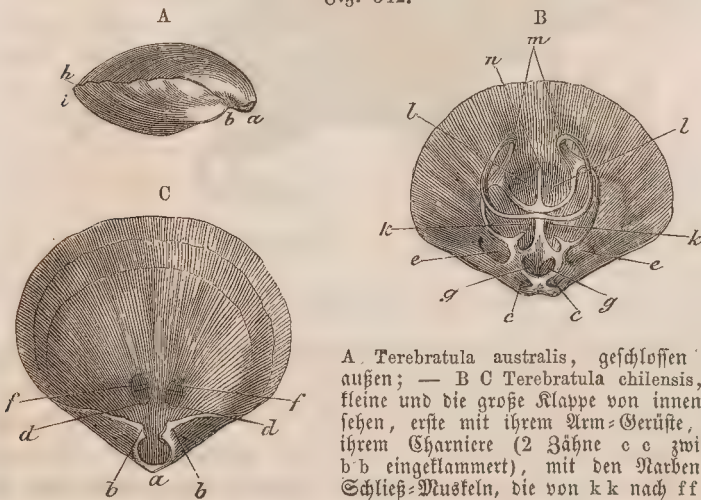 A
B
h
i
b a
n m
l l
C
k k
e e
g g
c c
f f
d d
a
b b
A Terebratula australis, geſchloſſen
außen; — B C Terebratula chilensis,
kleine und die große Klappe von innen
ſehen, erſte mit ihrem Arm=Gerüſte,
ihrem Charniere (2 Zähne c c zwi
b b eingeklammert), mit den Narben
Schließ=Muskeln, die von k k nach f f